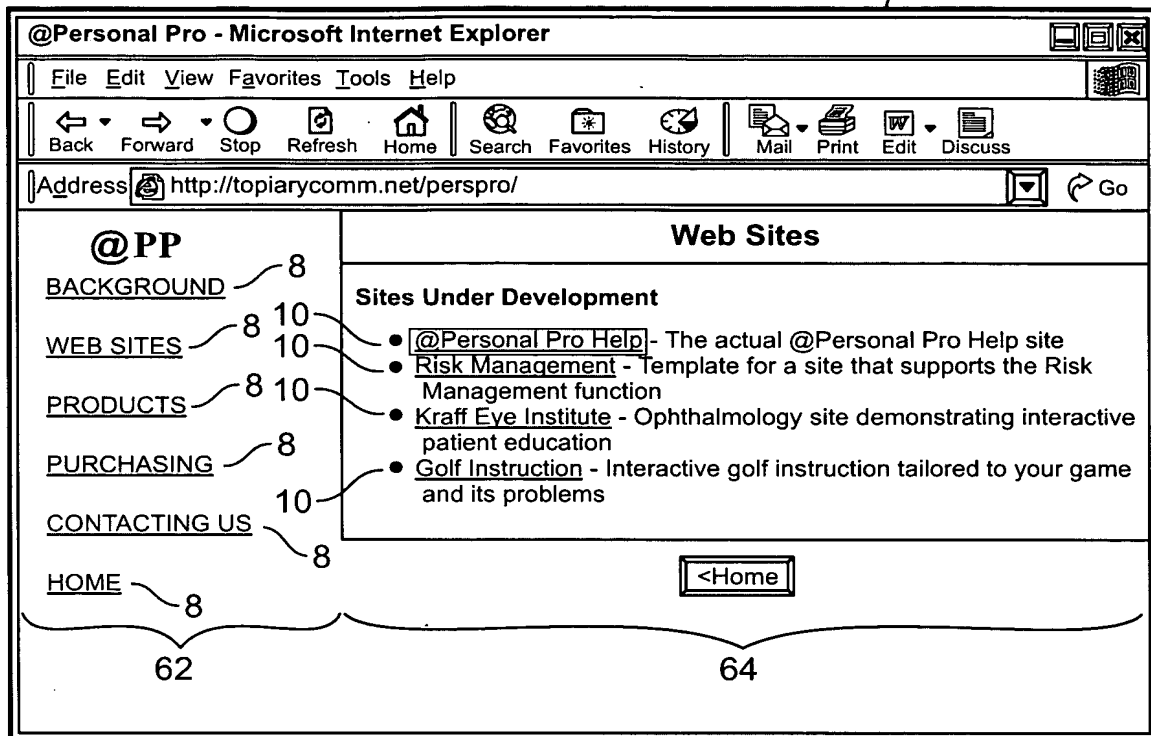 @Personal Pro - Microsoft Internet Explorer
File Edit View Favorites Tools Help
Back Forward Stop Refresh Home Search Favorites History Mail Print Edit Discuss
Address http://topiarycomm.net/perspro/ Go
@PP
BACKGROUND 8
WEB SITES 8
PRODUCTS 8
PURCHASING 8
CONTACTING US 8
HOME 8
62
Web Sites
Sites Under Development
10 • @Personal Pro Help - The actual @Personal Pro Help site
10 • Risk Management - Template for a site that supports the Risk
Management function
10 • Kraff Eye Institute - Ophthalmology site demonstrating interactive
patient education
10 • Golf Instruction - Interactive golf instruction tailored to your game
and its problems
<Home
64